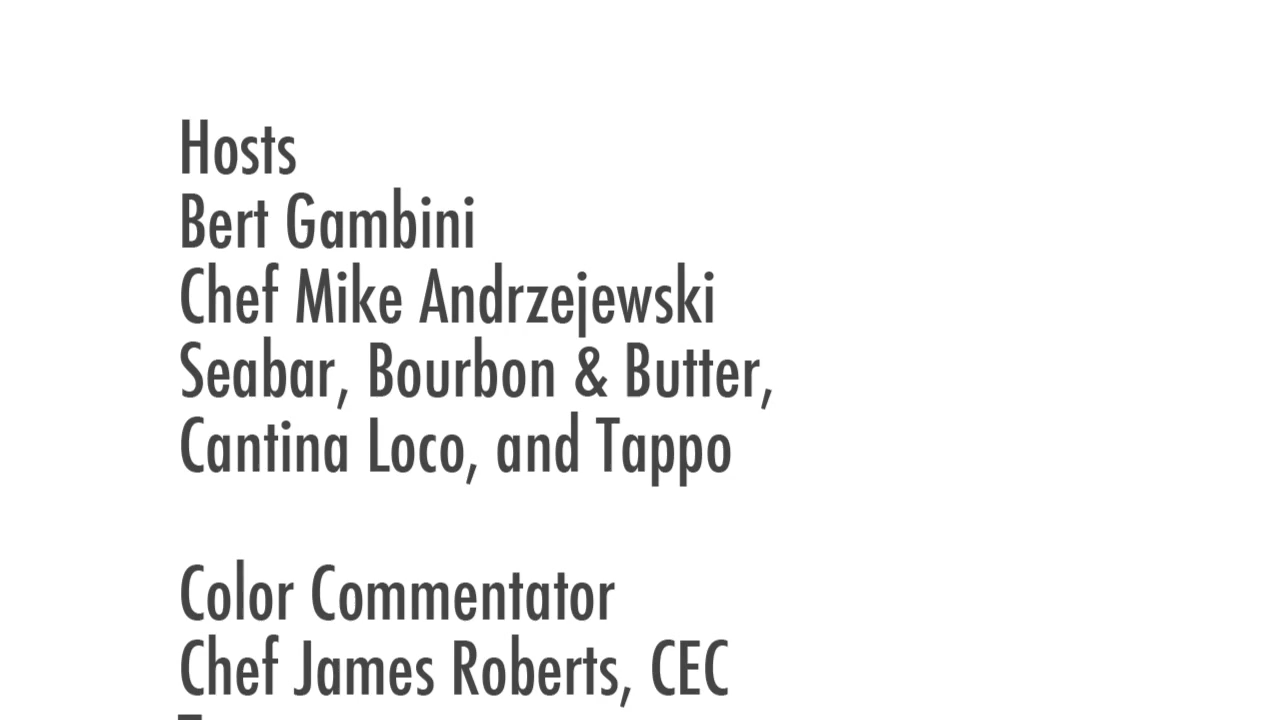 Hosts
Bert Gambini
Chef Mike Andrzejewski
Seabar, Bourbon & Butter,
Cantina Loco, and Tappo
Color Commentator
Chef James Roberts, CEC